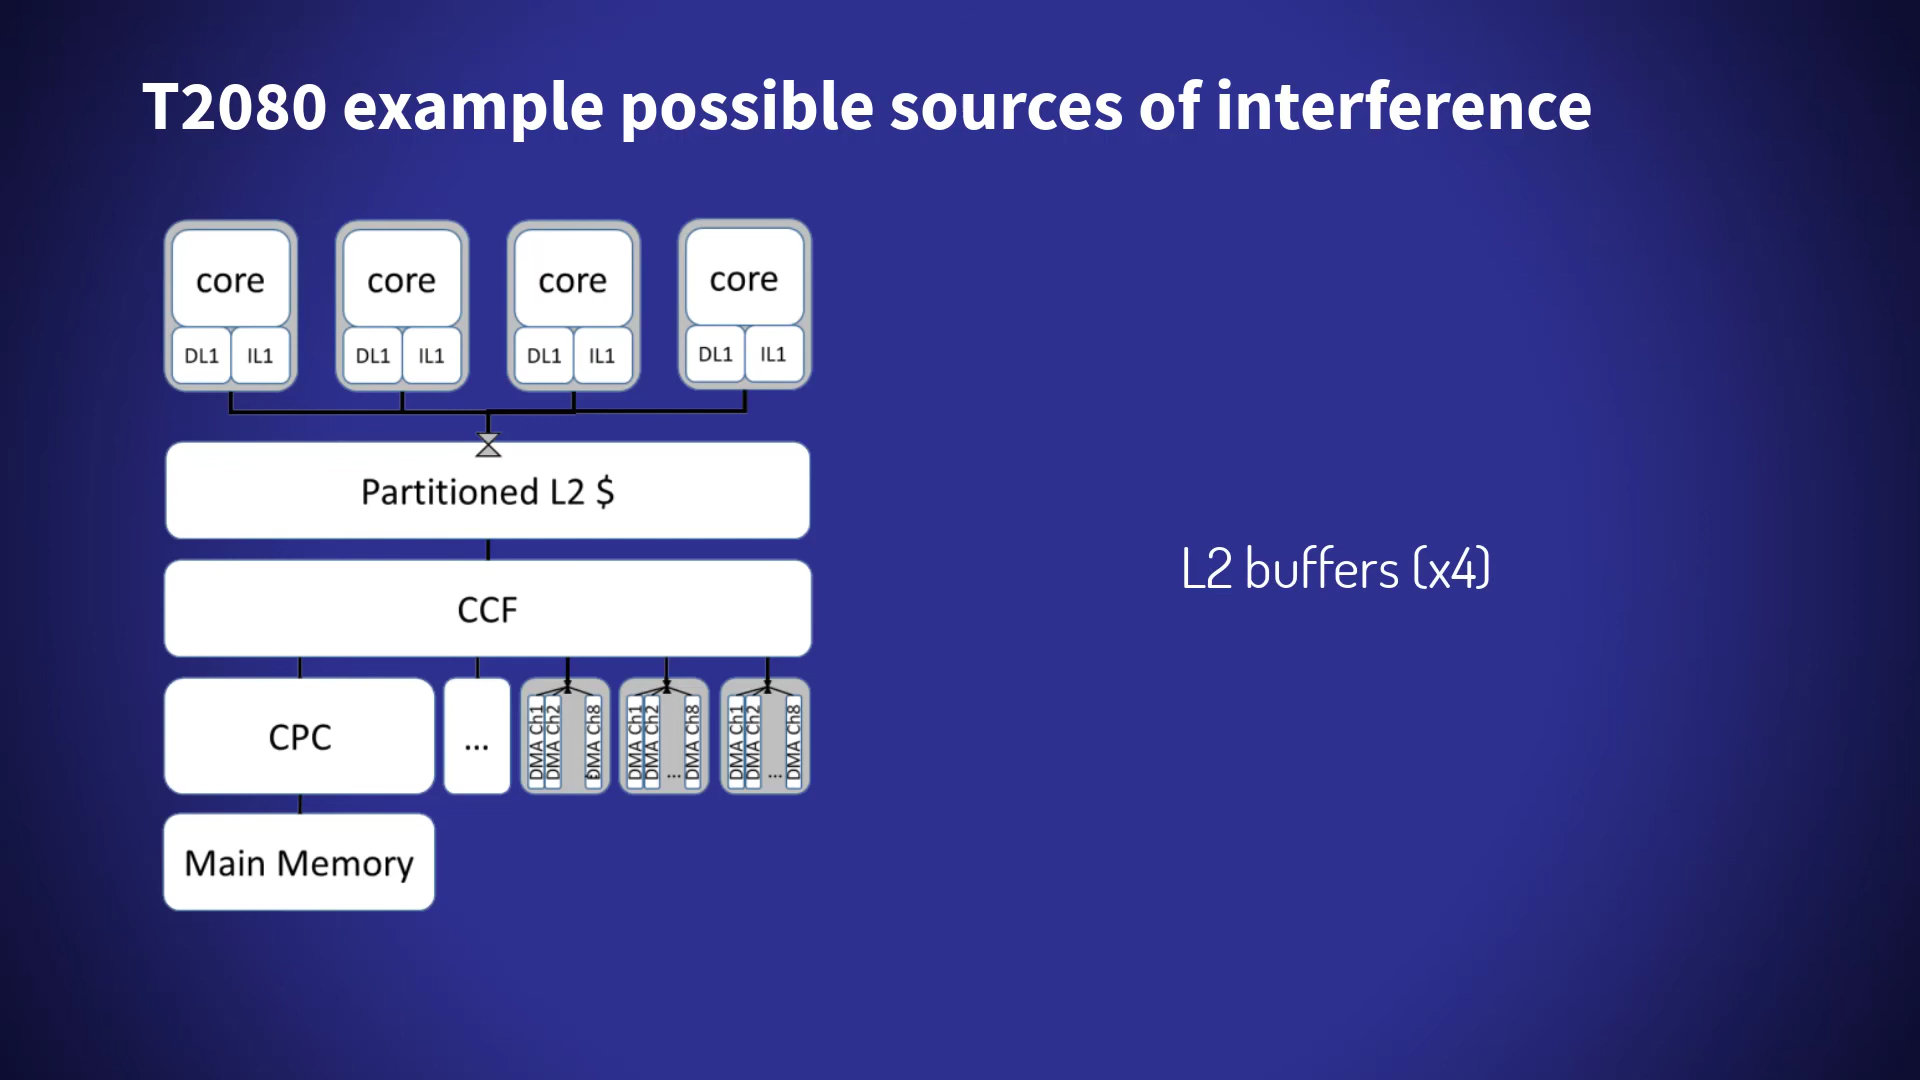 T2080 example possible sources of interference
core core core core
DL1 IL1 DL1 IL1 DL1 IL1 DL1 IL1
Partitioned L2 $
L2 buffers (x4)
CCF
CPC
...
DMA Ch1
DMA Ch2
...
DMA Ch8
DMA Ch1
DMA Ch2
...
DMA Ch8
DMA Ch1
DMA Ch2
...
DMA Ch8
Main Memory